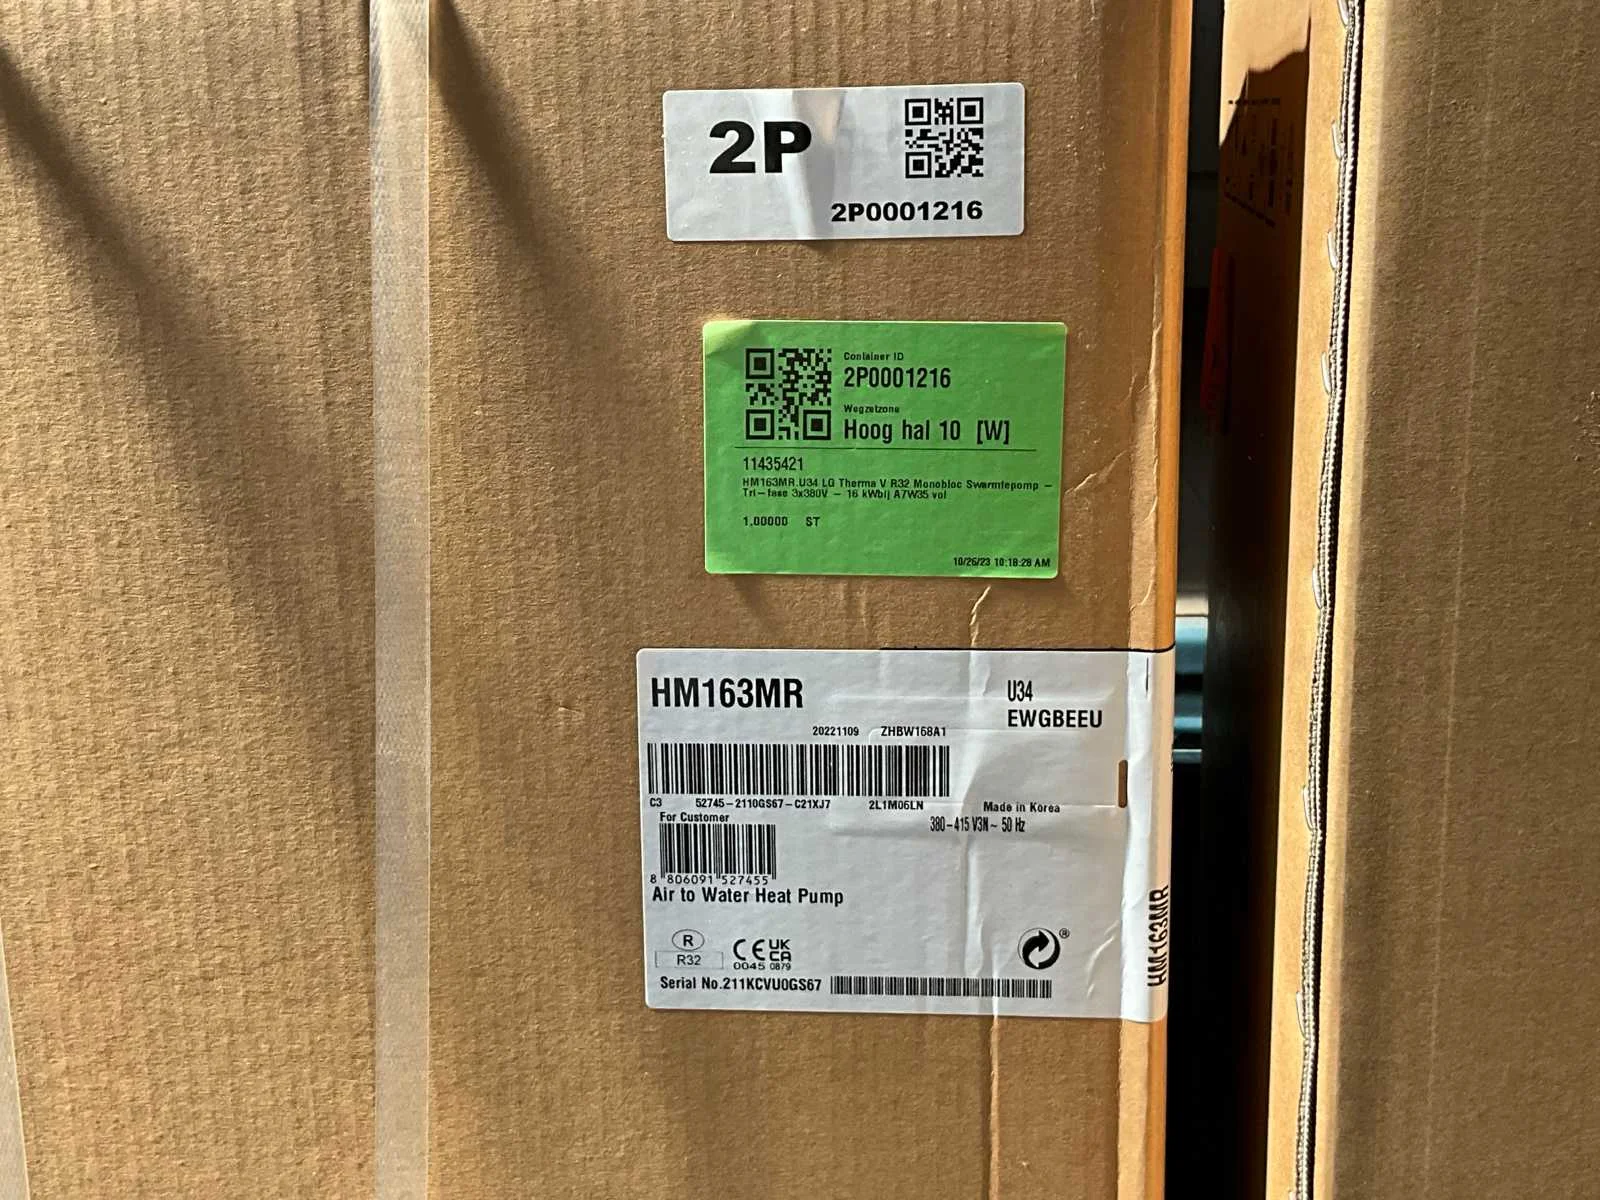 2P
2P0001216
Container ID
2P0001216
Wegzetzone
Hoog hal 10 [W]
11435421
HM163MR.U34 LG Therma V R32 Monobloc Swarmtepomp -
Tri-fase 3x380V - 16 kWbij A7W35 vol
1,00000 ST
10/26/23 10:18:28 AM
HM163MR
U34
EWGBEEU
20221109 ZHBW168A1
C3 52745-2110GS67-C21XJ7 2L1M06LN Made in Korea
For Customer 380-415 V3N~ 50 Hz
8 806091 527455
Air to Water Heat Pump
R
R32
CE
0045
UK
CA
0879
®
Serial No.211KCVU0GS67
HM163MR